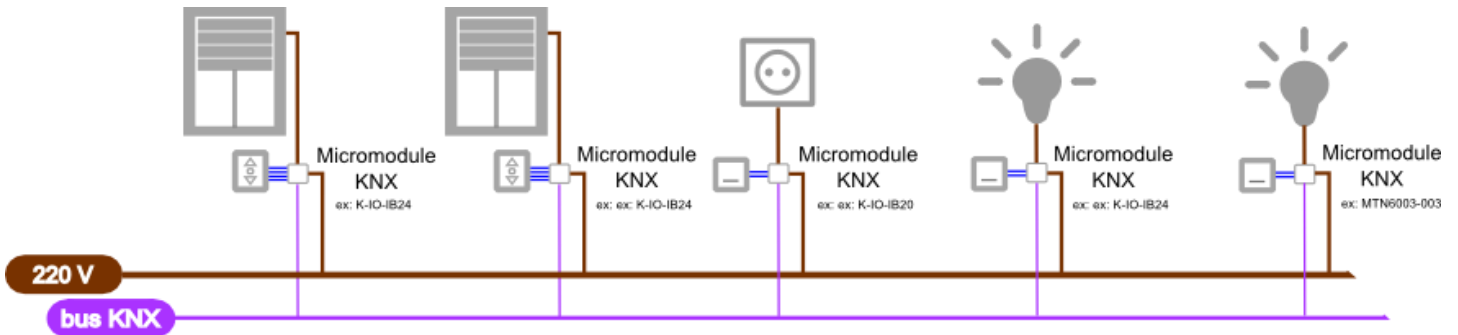 Micromodule
KNX
ex: K-IO-IB24
Micromodule
KNX
ex: ex: K-IO-IB24
Micromodule
KNX
ex: ex: K-IO-IB20
Micromodule
KNX
ex: ex: K-IO-IB24
Micromodule
KNX
ex: MTN6003-003
220 V
bus KNX